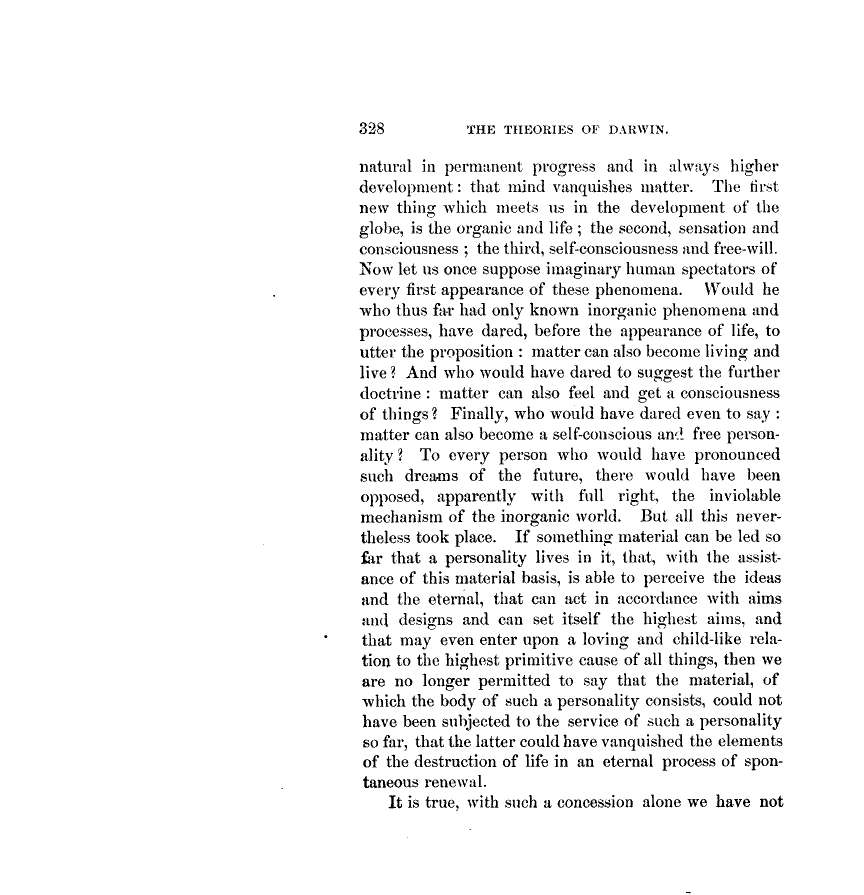 328 THE THEORIES OF DARWIN.
natural in permanent progress and in always higher
development: that mind vanquishes matter. The first
new thing which meets us in the development of the
globe, is the organic and life; the second, sensation and
consciousness; the third, self-consciousness and free-will.
Now let us once suppose imaginary human spectators of
every first appearance of these phenomena. Would he
who thus far had only known inorganic phenomena and
processes, have dared, before the appearance of life, to
utter the proposition: matter can also become living and
live? And who would have dared to suggest the further
doctrine: matter can also feel and get a consciousness
of things? Finally, who would have dared even to say:
matter can also become a self-conscious and free person-
ality? To every person who would have pronounced
such dreams of the future, there would have been
opposed, apparently with full right, the inviolable
mechanism of the inorganic world. But all this never-
theless took place. If something material can be led so
far that a personality lives in it, that, with the assist-
ance of this material basis, is able to perceive the ideas
and the eternal, that can act in accordance with aims
and designs and can set itself the highest aims, and
that may even enter upon a loving and child-like rela-
tion to the highest primitive cause of all things, then we
are no longer permitted to say that the material, of
which the body of such a personality consists, could not
have been subjected to the service of such a personality
so far, that the latter could have vanquished the elements
of the destruction of life in an eternal process of spon-
taneous renewal.
It is true, with such a concession alone we have not